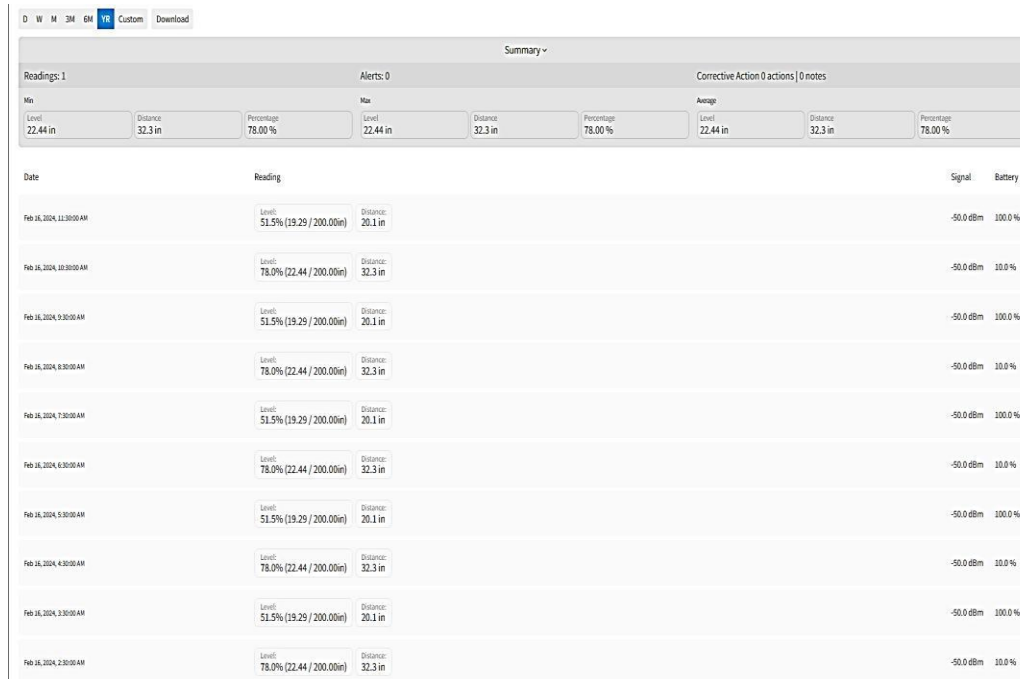 D W M 3M 6M YR Custom Download
Summary
Readings: 1 Alerts: 0 Corrective Action 0 actions | 0 notes
Min Max Average
Level Distance Percentage Level Distance Percentage Level Distance Percentage
22.44 in 32.3 in 78.00 % 22.44 in 32.3 in 78.00 % 22.44 in 32.3 in 78.00 %
Date Reading Signal Battery
Level: Distance:
Feb 16, 2024, 11:30:00 AM 51.5% (19.29 / 200.00in) 20.1 in -50.0 dBm 100.0 %
Level: Distance:
Feb 16, 2024, 10:30:00 AM 78.0% (22.44 / 200.00in) 32.3 in -50.0 dBm 10.0 %
Level: Distance:
Feb 16, 2024, 9:30:00 AM 51.5% (19.29 / 200.00in) 20.1 in -50.0 dBm 100.0 %
Level: Distance:
Feb 16, 2024, 8:30:00 AM 78.0% (22.44 / 200.00in) 32.3 in -50.0 dBm 10.0 %
Level: Distance:
Feb 16, 2024, 7:30:00 AM 51.5% (19.29 / 200.00in) 20.1 in -50.0 dBm 100.0 %
Level: Distance:
Feb 16, 2024, 6:30:00 AM 78.0% (22.44 / 200.00in) 32.3 in -50.0 dBm 10.0 %
Level: Distance:
Feb 16, 2024, 5:30:00 AM 51.5% (19.29 / 200.00in) 20.1 in -50.0 dBm 100.0 %
Level: Distance:
Feb 16, 2024, 4:30:00 AM 78.0% (22.44 / 200.00in) 32.3 in -50.0 dBm 10.0 %
Level: Distance:
Feb 16, 2024, 3:30:00 AM 51.5% (19.29 / 200.00in) 20.1 in -50.0 dBm 100.0 %
Level: Distance:
Feb 16, 2024, 2:30:00 AM 78.0% (22.44 / 200.00in) 32.3 in -50.0 dBm 10.0 %